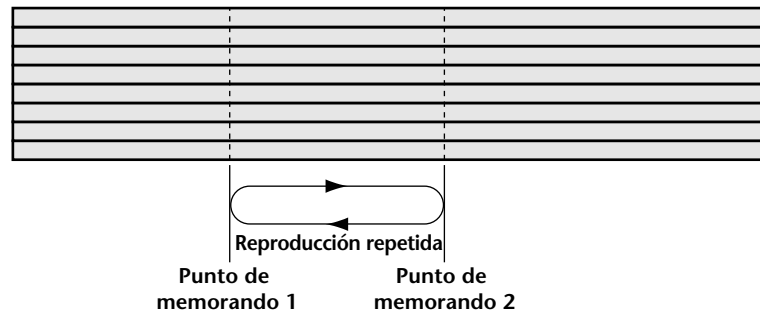 Reproducción repetida
Punto de
memorando 1
Punto de
memorando 2